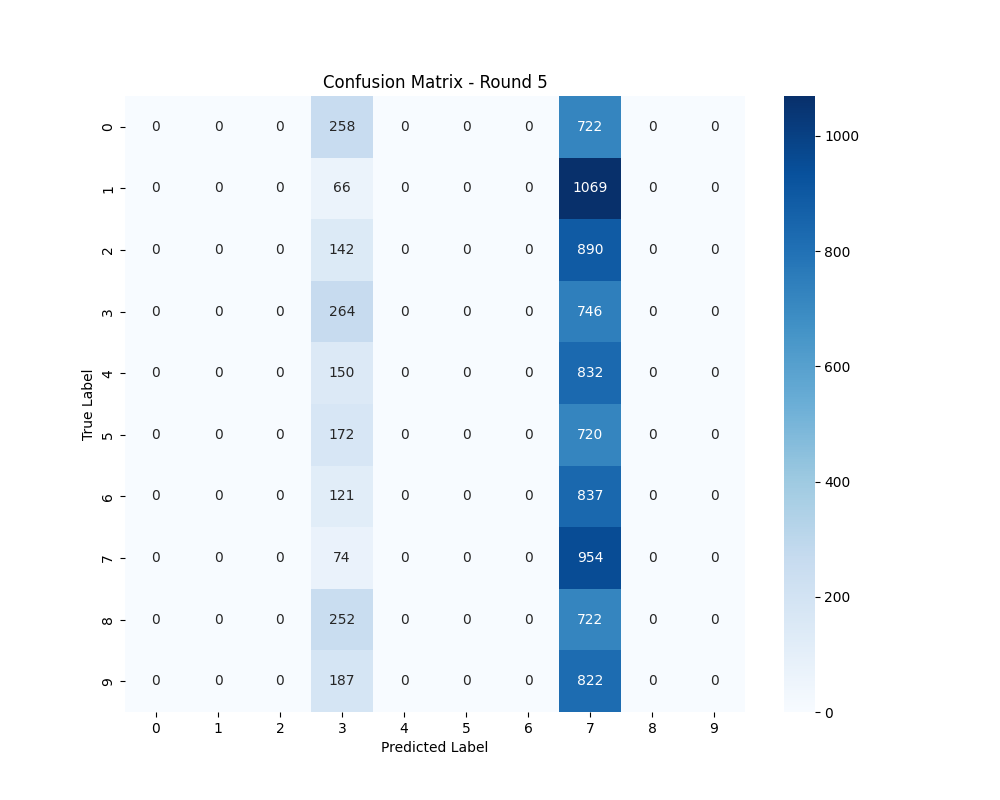 Confusion Matrix - Round 5
0 0 0 0 258 0 0 0 722 0 0
1 0 0 0 66 0 0 0 1069 0 0
2 0 0 0 142 0 0 0 890 0 0
3 0 0 0 264 0 0 0 746 0 0
4 0 0 0 150 0 0 0 832 0 0
5 0 0 0 172 0 0 0 720 0 0
6 0 0 0 121 0 0 0 837 0 0
7 0 0 0 74 0 0 0 954 0 0
8 0 0 0 252 0 0 0 722 0 0
9 0 0 0 187 0 0 0 822 0 0
0 1 2 3 4 5 6 7 8 9
Predicted Label
True Label
1000
800
600
400
200
0